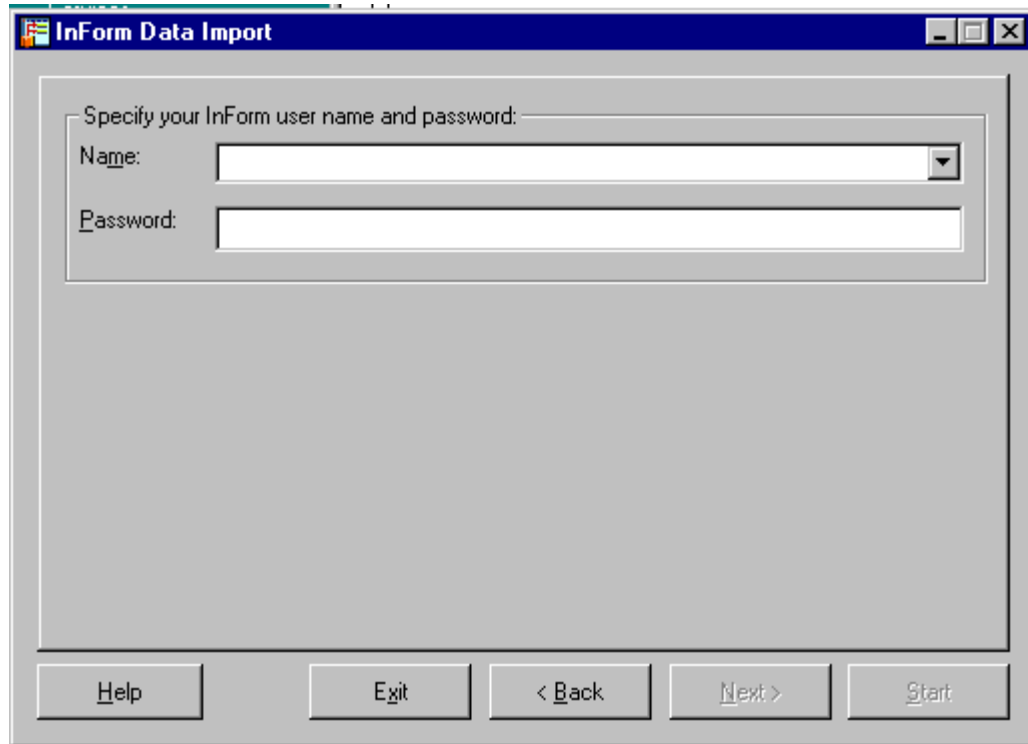 InForm Data Import
Specify your InForm user name and password:
Name:
Password:
Help Exit < Back Next > Start